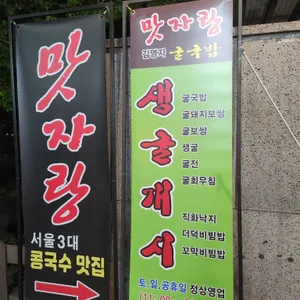 맛자랑
서울3대
콩국수 맛집
맛자랑
김명자 굴국밥
생굴개시
굴국밥
굴돼지보쌈
굴보쌈
생굴
굴전
굴회무침
직화낙지
더덕비빔밥
꼬막비빔밥
토,일,공휴일 정상영업